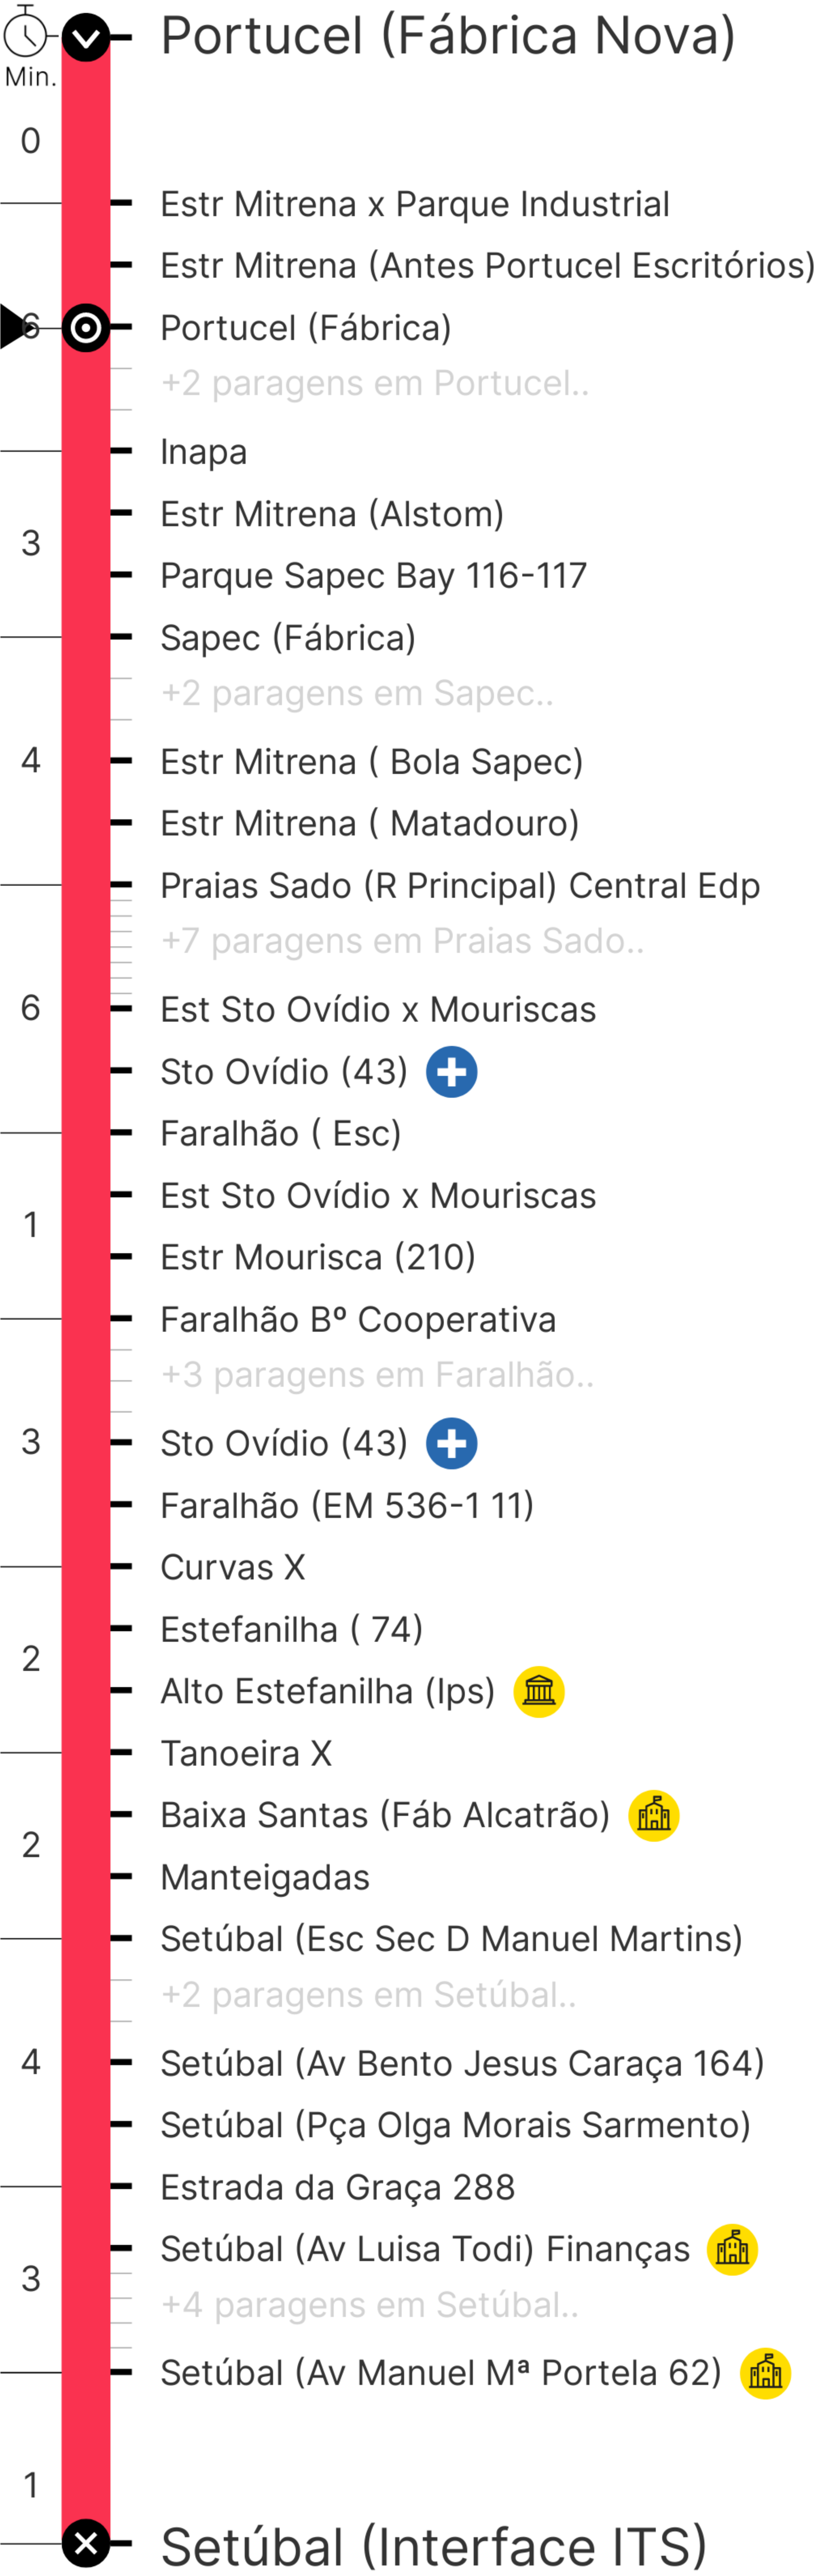 Portucel (Fábrica Nova)
Min.
0
Estr Mitrena x Parque Industrial
Estr Mitrena (Antes Portucel Escritórios)
6
Portucel (Fábrica)
+2 paragens em Portucel..
Inapa
Estr Mitrena (Alstom)
3
Parque Sapec Bay 116-117
Sapec (Fábrica)
+2 paragens em Sapec..
4
Estr Mitrena ( Bola Sapec)
Estr Mitrena ( Matadouro)
Praias Sado (R Principal) Central Edp
+7 paragens em Praias Sado..
6
Est Sto Ovídio x Mouriscas
Sto Ovídio (43)
Faralhão ( Esc)
Est Sto Ovídio x Mouriscas
1
Estr Mourisca (210)
Faralhão Bº Cooperativa
+3 paragens em Faralhão..
3
Sto Ovídio (43)
Faralhão (EM 536-1 11)
Curvas X
Estefanilha ( 74)
2
Alto Estefanilha (Ips)
Tanoeira X
Baixa Santas (Fáb Alcatrão)
2
Manteigadas
Setúbal (Esc Sec D Manuel Martins)
+2 paragens em Setúbal..
4
Setúbal (Av Bento Jesus Caraça 164)
Setúbal (Pça Olga Morais Sarmento)
Estrada da Graça 288
Setúbal (Av Luisa Todi) Finanças
3
+4 paragens em Setúbal..
Setúbal (Av Manuel Mª Portela 62)
1
Setúbal (Interface ITS)